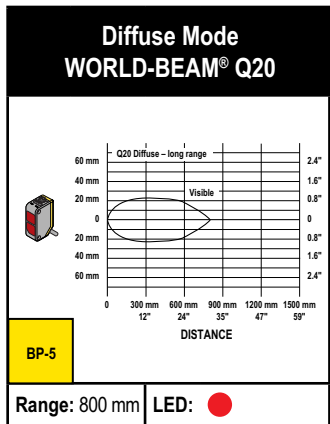 Diffuse Mode
WORLD-BEAM® Q20
Q20 Diffuse – long range
Visible
60 mm 2.4"
40 mm 1.6"
20 mm 0.8"
0 0
20 mm 0.8"
40 mm 1.6"
60 mm 2.4"
0 300 mm 600 mm 900 mm 1200 mm 1500 mm
12" 24" 35" 47" 59"
DISTANCE
BP-5
Range: 800 mm LED: